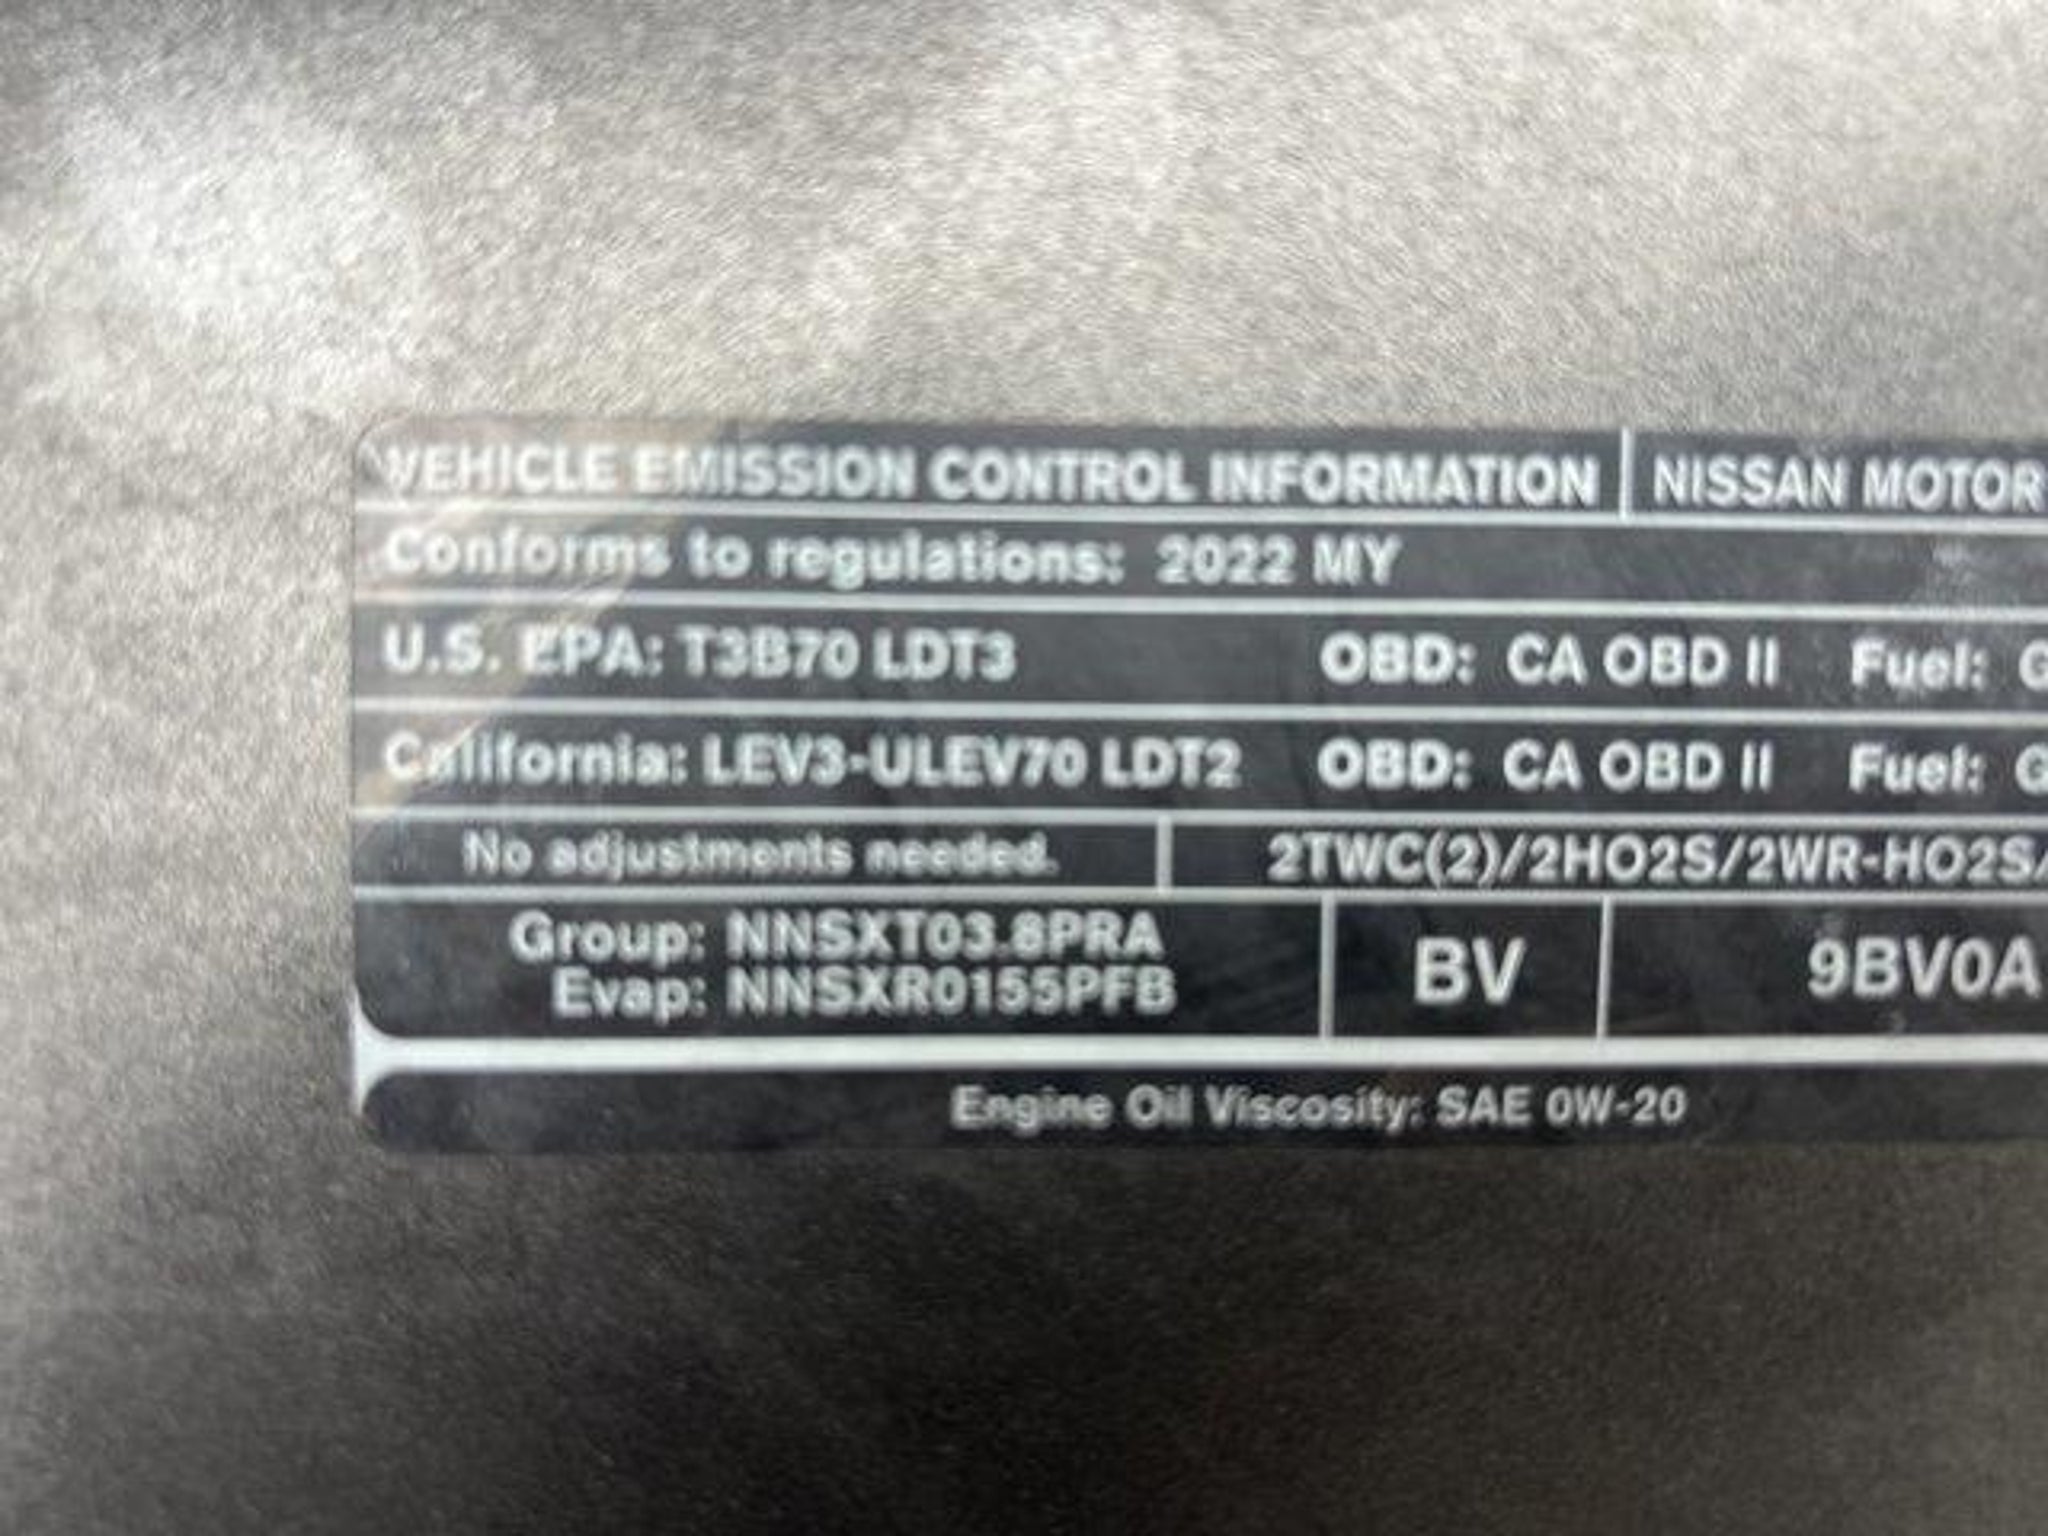 VEHICLE EMISSION CONTROL INFORMATION NISSAN MOTOR
Conforms to regulations: 2022 MY
U.S. EPA: T3B70 LDT3 OBD: CA OBD II Fuel: G
California: LEV3-ULEV70 LDT2 OBD: CA OBD II Fuel: G
No adjustments needed. 2TWC(2)/2HO2S/2WR-HO2S/
Group: NNSXT03.8PRA BV 9BV0A
Evap: NNSXR0155PFB
Engine Oil Viscosity: SAE 0W-20